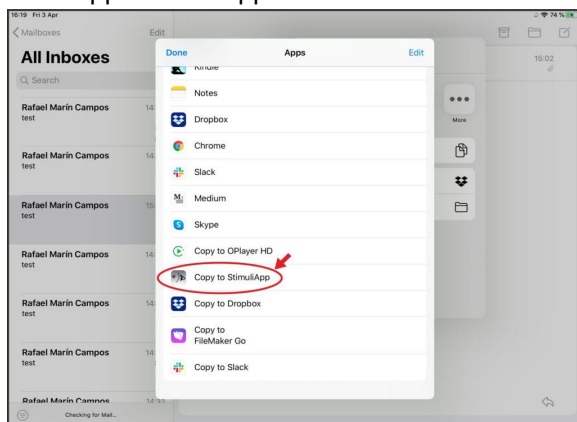 16:19 Fri 3 Apr
74 %
Mailboxes
Edit
All Inboxes
Search
Rafael Marín Campos
test
Rafael Marín Campos
test
Rafael Marín Campos
test
Rafael Marín Campos
test
Rafael Marín Campos
test
Rafael Marín Campos
test
Rafael Marín Campos
14:33
Checking for Mail...
Done
Apps
Edit
Kindle
Notes
Dropbox
Chrome
Slack
Medium
Skype
Copy to OPlayer HD
Copy to StimuliApp
Copy to Dropbox
Copy to
FileMaker Go
Copy to Slack
More
15:02